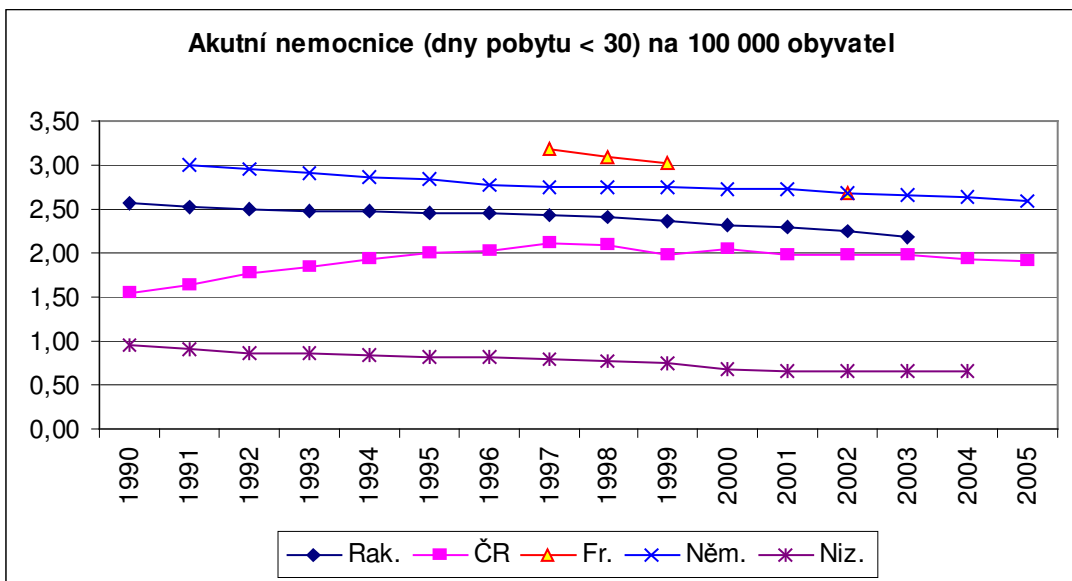 Akutní nemocnice (dny pobytu < 30) na 100 000 obyvatel
3,50
3,00
2,50
2,00
1,50
1,00
0,50
0,00
1990 1991 1992 1993 1994 1995 1996 1997 1998 1999 2000 2001 2002 2003 2004 2005
Rak. ČR Fr. Něm. Niz.